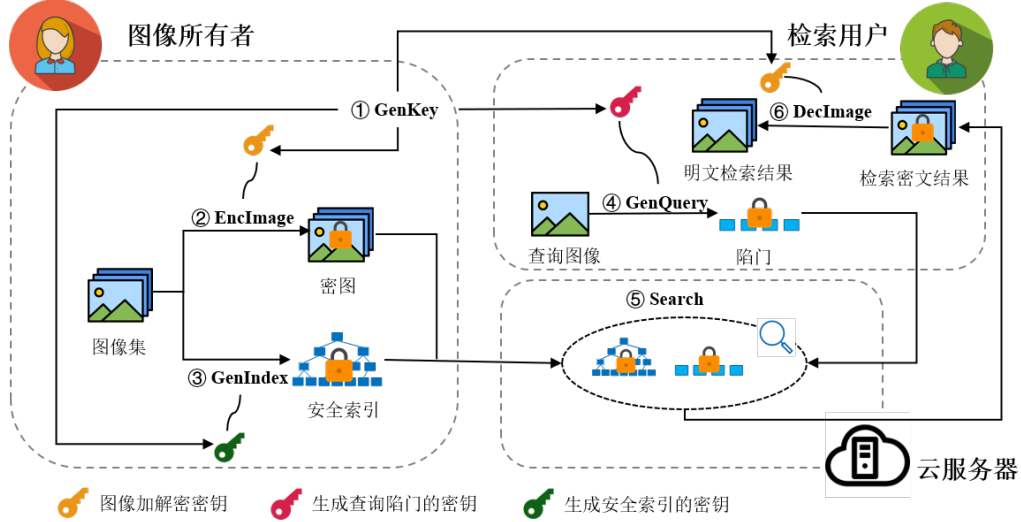 图像所有者
检索用户
① GenKey
⑥ DecImage
明文检索结果
检索密文结果
② EncImage
④ GenQuery
密图
查询图像
陷门
图像集
⑤ Search
③ GenIndex
安全索引
云服务器
图像加解密密钥
生成查询陷门的密钥
生成安全索引的密钥